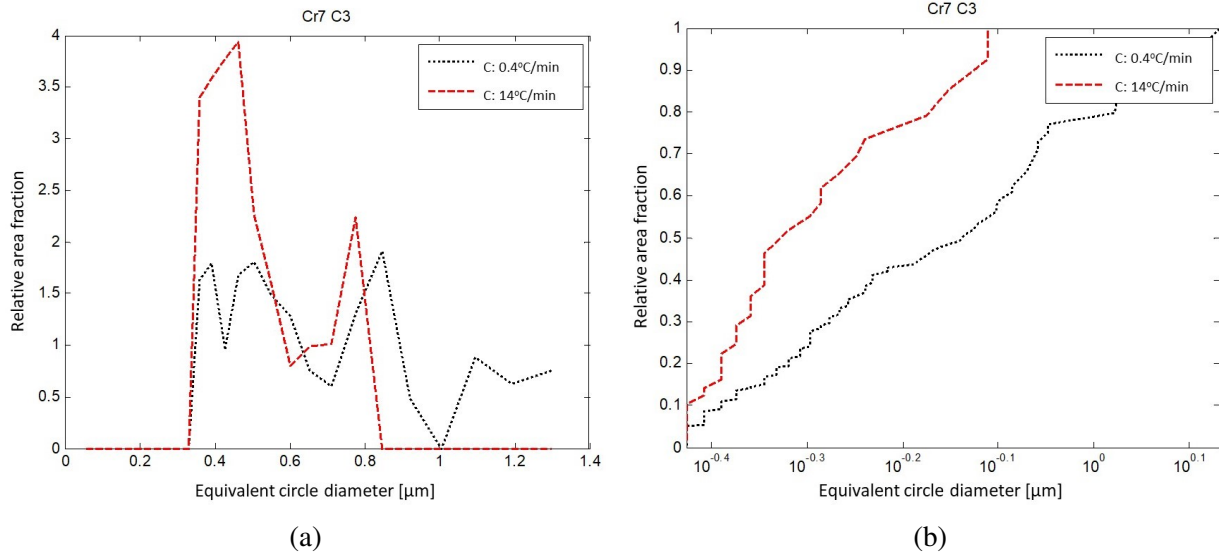 Cr7 C3
4
3.5
3
2.5
2
1.5
1
0.5
0
Relative area fraction
C: 0.4ºC/min
C: 14ºC/min
0 0.2 0.4 0.6 0.8 1 1.2 1.4
Equivalent circle diameter [µm]
(a)
Cr7 C3
1
0.9
0.8
0.7
0.6
0.5
0.4
0.3
0.2
0.1
0
Relative area fraction
C: 0.4ºC/min
C: 14ºC/min
10^-0.4 10^-0.3 10^-0.2 10^-0.1 10^0 10^0.1
Equivalent circle diameter [µm]
(b)